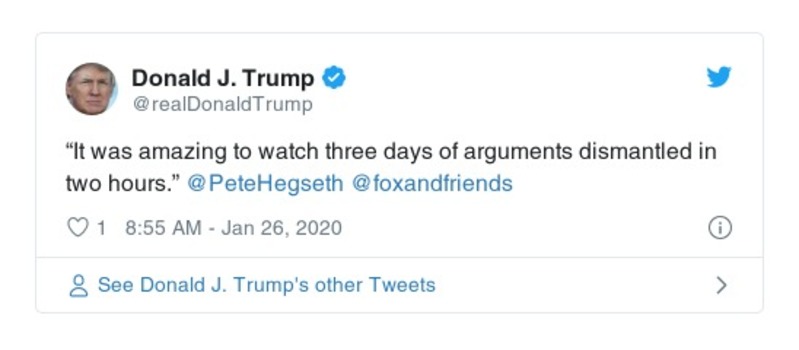 Donald J. Trump
@realDonaldTrump
“It was amazing to watch three days of arguments dismantled in
two hours.” @PeteHegseth @foxandfriends
1 8:55 AM - Jan 26, 2020
See Donald J. Trump's other Tweets